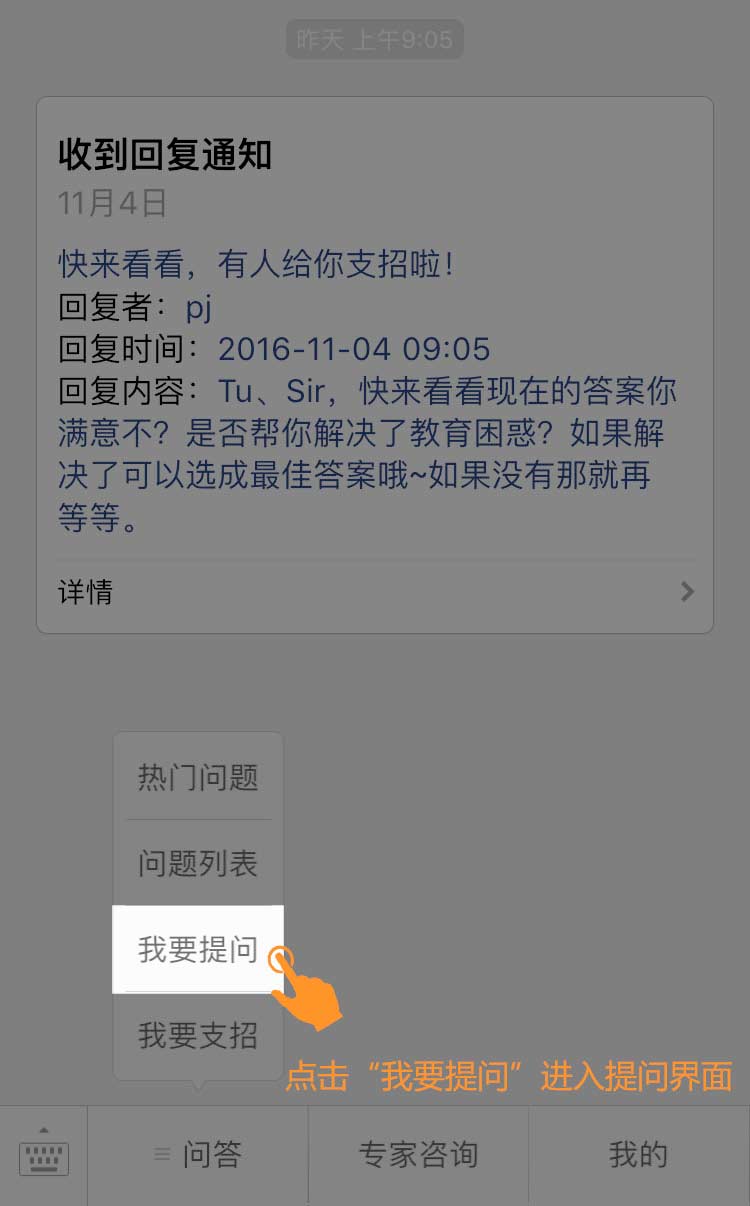 昨天 上午9:05
收到回复通知
11月4日
快来看看，有人给你支招啦！
回复者：pj
回复时间：2016-11-04 09:05
回复内容：Tu、Sir，快来看看现在的答案你
满意不？是否帮你解决了教育困惑？如果解
决了可以选成最佳答案哦~如果没有那就再
等等。
详情
热门问题
问题列表
我要提问
我要支招
点击“我要提问”进入提问界面
问答
专家咨询
我的